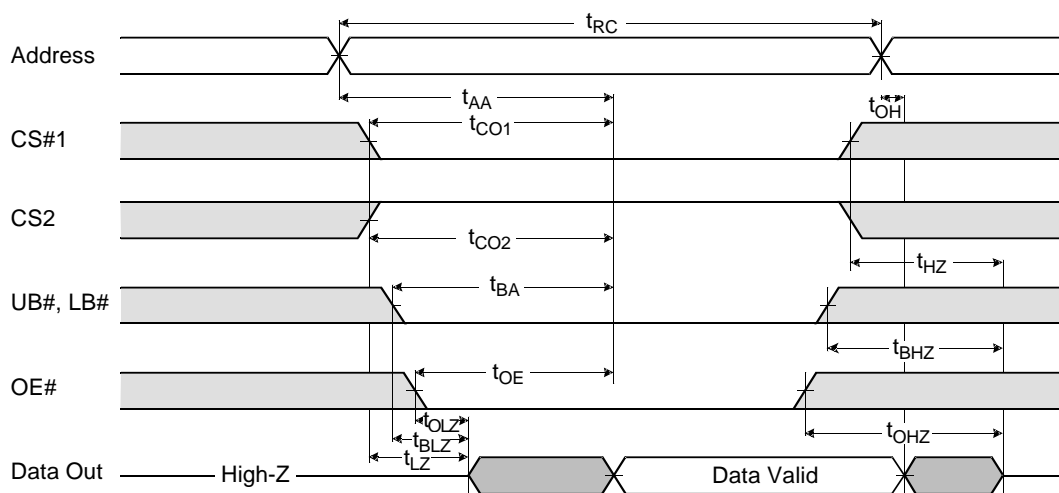 tRC
Address
tAA
tOH
CS#1
tCO1
CS2
tCO2
tHZ
UB#, LB#
tBA
tBHZ
OE#
tOE
tOLZ
tBLZ
tOHZ
tLZ
Data Out
High-Z
Data Valid